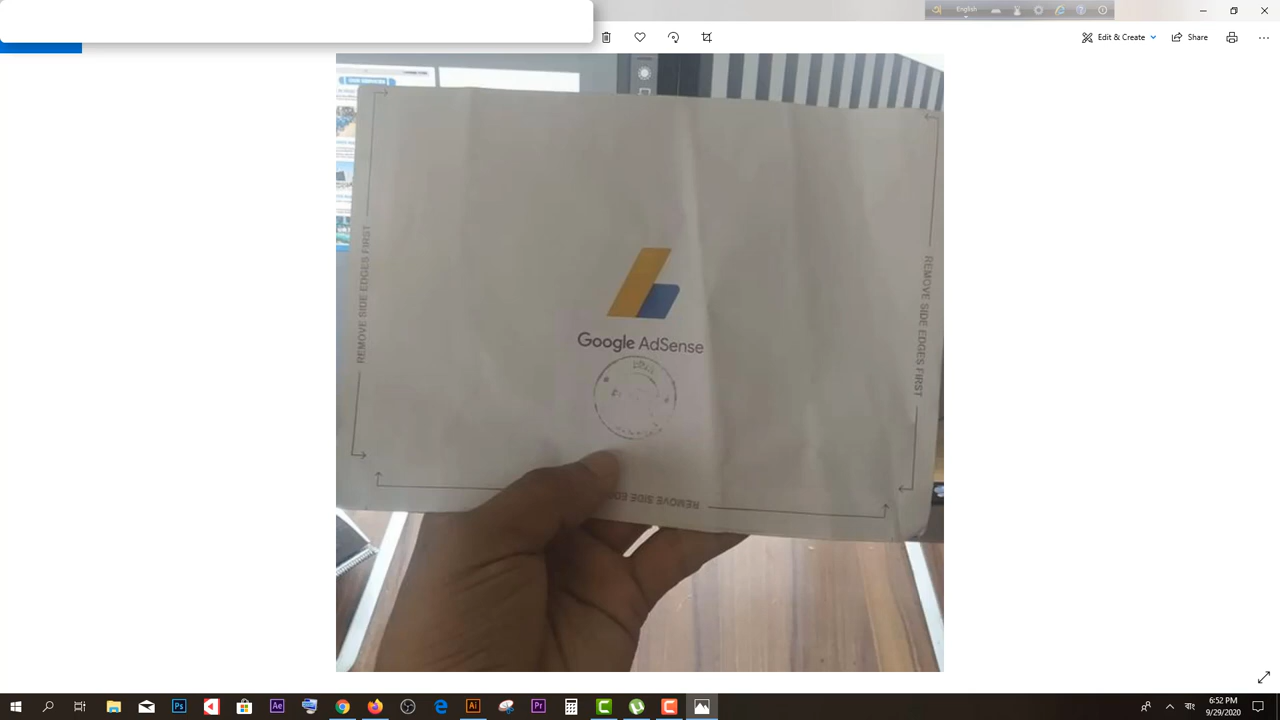 English
Edit & Create
Share
REMOVE SIDE EDGES FIRST
REMOVE SIDE EDGES FIRST
Google AdSense
REMOVE SIDE
6:52 PM
9/29/2020